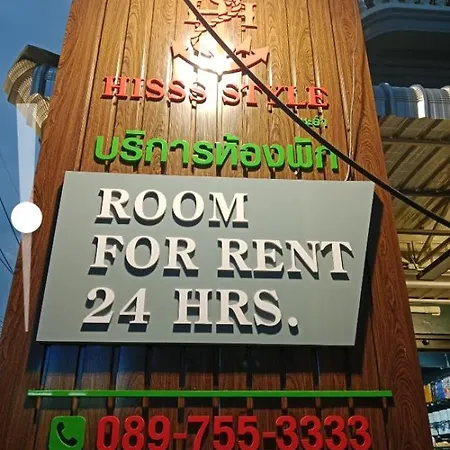 HISSS STYLE
บริการห้องพัก
ROOM
FOR RENT
24 HRS.
089-755-3333